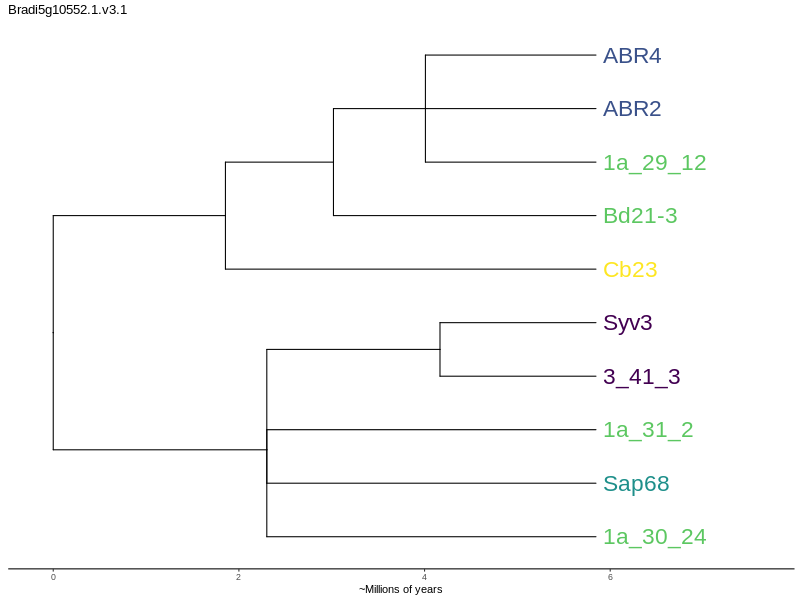 Bradi5g10552.1.v3.1
ABR4
ABR2
1a_29_12
Bd21-3
Cb23
Syv3
3_41_3
1a_31_2
Sap68
1a_30_24
0 2 4 6
~Millions of years